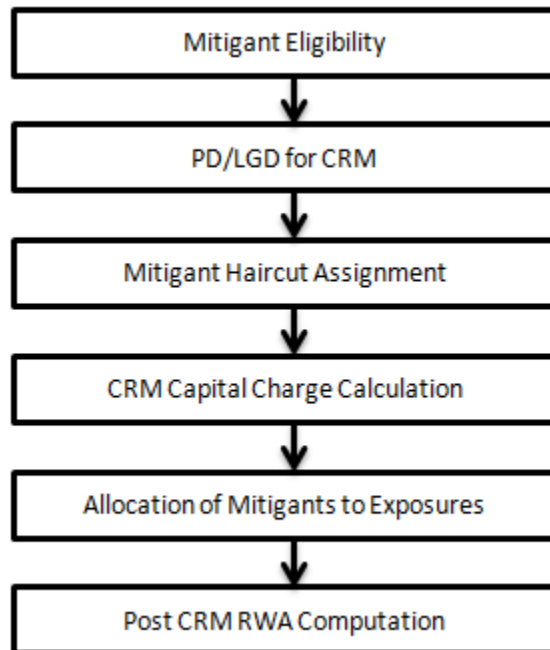 Mitigant Eligibility
PD/LGD for CRM
Mitigant Haircut Assignment
CRM Capital Charge Calculation
Allocation of Mitigants to Exposures
Post CRM RWA Computation